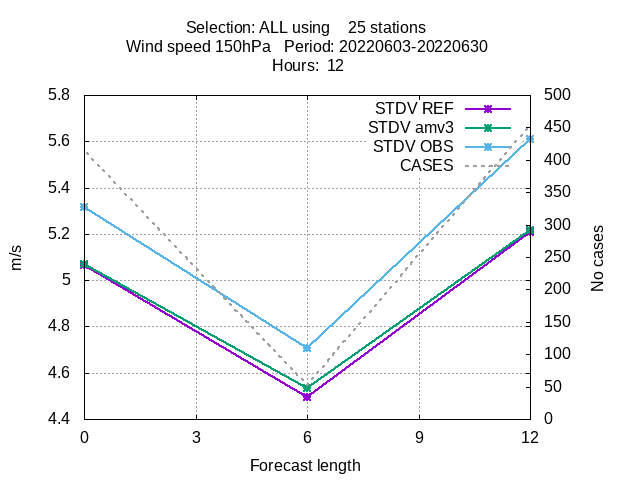 Selection: ALL using    25 stations
Wind speed 150hPa   Period: 20220603-20220630
Hours:  12
5.8
5.6
5.4
5.2
5
4.8
4.6
4.4
m/s
STDV REF
STDV amv3
STDV OBS
CASES
500
450
400
350
300
250
200
150
100
50
0
No cases
0 3 6 9 12
Forecast length